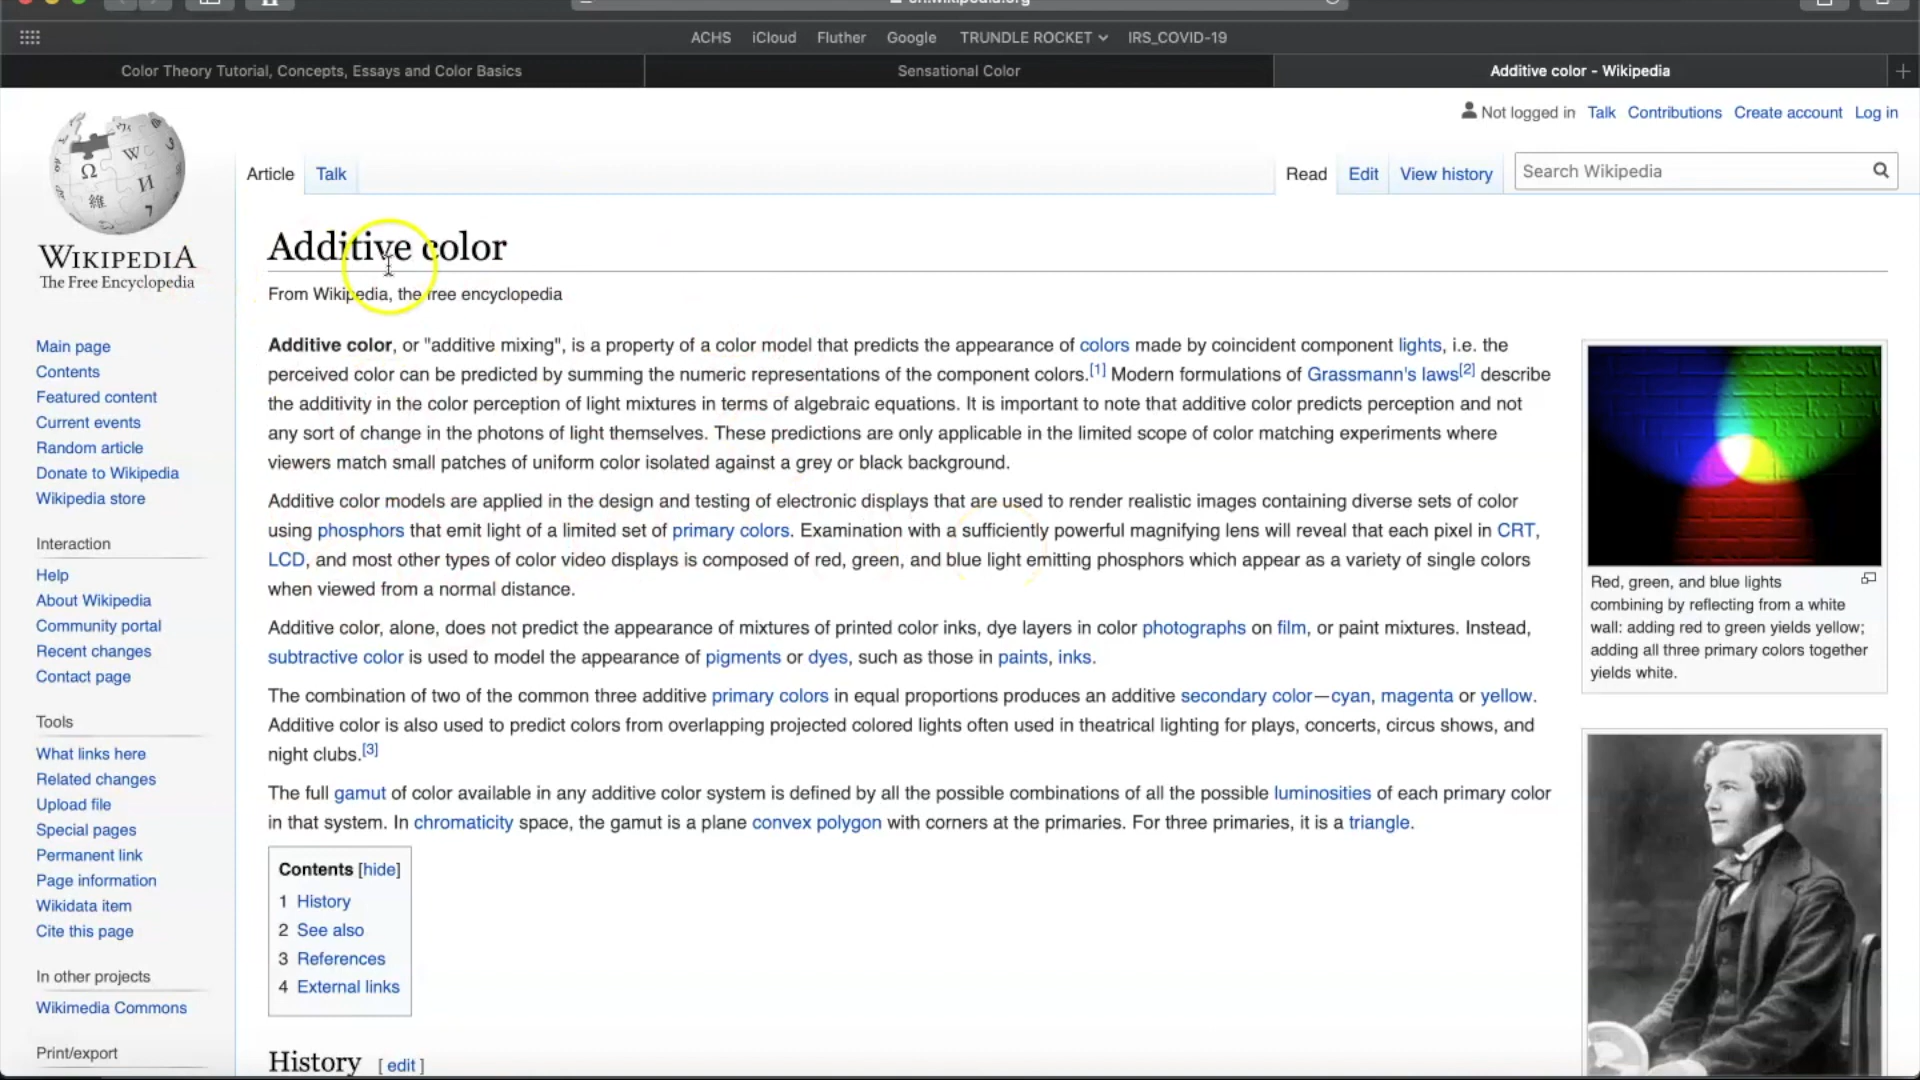 ACHS iCloud Fluther Google TRUNDLE ROCKET IRS_COVID-19
Color Theory Tutorial, Concepts, Essays and Color Basics
Sensational Color
Additive color - Wikipedia
Not logged in Talk Contributions Create account Log in
Article Talk
Read Edit View history
Search Wikipedia
WIKIPEDIA
The Free Encyclopedia
Main page
Contents
Featured content
Current events
Random article
Donate to Wikipedia
Wikipedia store
Interaction
Help
About Wikipedia
Community portal
Recent changes
Contact page
Tools
What links here
Related changes
Upload file
Special pages
Permanent link
Page information
Wikidata item
Cite this page
In other projects
Wikimedia Commons
Print/export
Additive color
From Wikipedia, the free encyclopedia
Additive color, or "additive mixing", is a property of a color model that predicts the appearance of colors made by coincident component lights, i.e. the
perceived color can be predicted by summing the numeric representations of the component colors.[1] Modern formulations of Grassmann's laws[2] describe
the additivity in the color perception of light mixtures in terms of algebraic equations. It is important to note that additive color predicts perception and not
any sort of change in the photons of light themselves. These predictions are only applicable in the limited scope of color matching experiments where
viewers match small patches of uniform color isolated against a grey or black background.
Additive color models are applied in the design and testing of electronic displays that are used to render realistic images containing diverse sets of color
using phosphors that emit light of a limited set of primary colors. Examination with a sufficiently powerful magnifying lens will reveal that each pixel in CRT,
LCD, and most other types of color video displays is composed of red, green, and blue light emitting phosphors which appear as a variety of single colors
when viewed from a normal distance.
Additive color, alone, does not predict the appearance of mixtures of printed color inks, dye layers in color photographs on film, or paint mixtures. Instead,
subtractive color is used to model the appearance of pigments or dyes, such as those in paints, inks.
The combination of two of the common three additive primary colors in equal proportions produces an additive secondary color—cyan, magenta or yellow.
Additive color is also used to predict colors from overlapping projected colored lights often used in theatrical lighting for plays, concerts, circus shows, and
night clubs.[3]
The full gamut of color available in any additive color system is defined by all the possible combinations of all the possible luminosities of each primary color
in that system. In chromaticity space, the gamut is a plane convex polygon with corners at the primaries. For three primaries, it is a triangle.
Contents [hide]
1 History
2 See also
3 References
4 External links
History [ edit ]
Red, green, and blue lights
combining by reflecting from a white
wall: adding red to green yields yellow;
adding all three primary colors together
yields white.